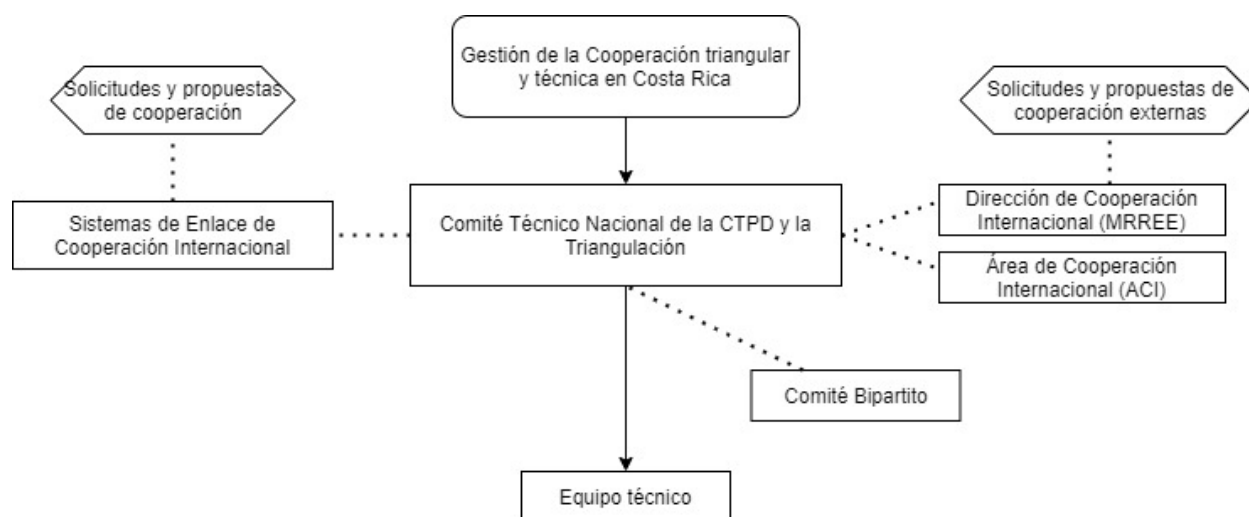 Gestión de la Cooperación triangular
y técnica en Costa Rica
Solicitudes y propuestas
de cooperación
Solicitudes y propuestas de
cooperación externas
Sistemas de Enlace de
Cooperación Internacional
Comité Técnico Nacional de la CTPD y la
Triangulación
Dirección de Cooperación
Internacional (MRREE)
Área de Cooperación
Internacional (ACI)
Comité Bipartito
Equipo técnico